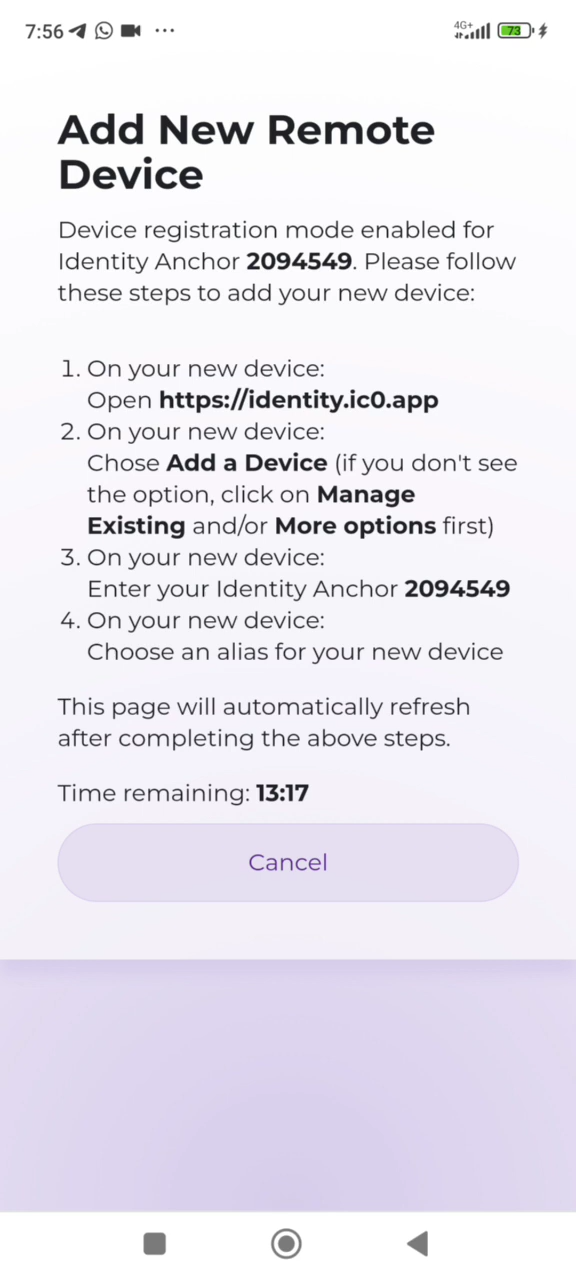 7:56 ...
4G+
73
Add New Remote
Device
Device registration mode enabled for
Identity Anchor 2094549. Please follow
these steps to add your new device:
1. On your new device:
Open https://identity.ic0.app
2. On your new device:
Chose Add a Device (if you don't see
the option, click on Manage
Existing and/or More options first)
3. On your new device:
Enter your Identity Anchor 2094549
4. On your new device:
Choose an alias for your new device
This page will automatically refresh
after completing the above steps.
Time remaining: 13:17
Cancel